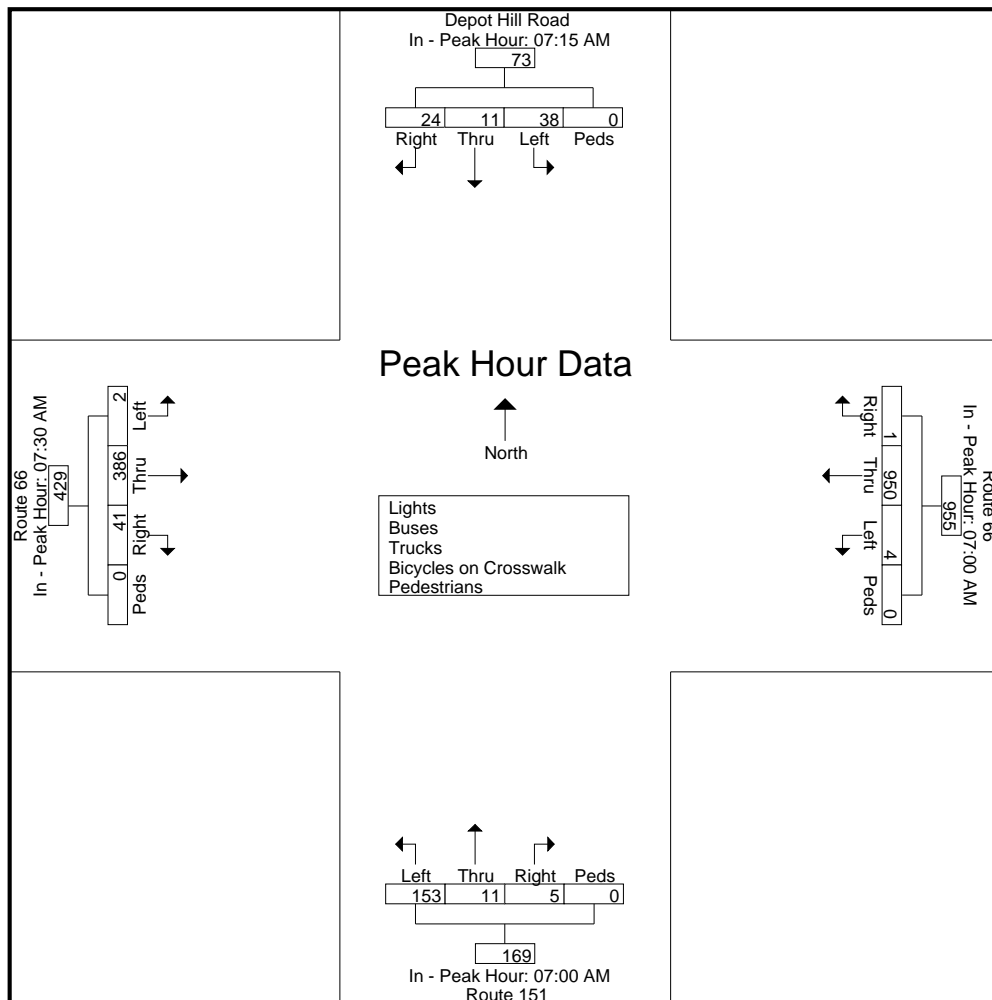 Depot Hill Road
In - Peak Hour: 07:15 AM
73
24 11 38 0
Right Thru Left Peds
Peak Hour Data
North
Lights
Buses
Trucks
Bicycles on Crosswalk
Pedestrians
Route 66
In - Peak Hour: 07:30 AM
429
2 386 41 0
Left Thru Right Peds
Route 66
In - Peak Hour: 07:00 AM
955
1 950 4 0
Right Thru Left Peds
Left Thru Right Peds
153 11 5 0
169
In - Peak Hour: 07:00 AM
Route 151